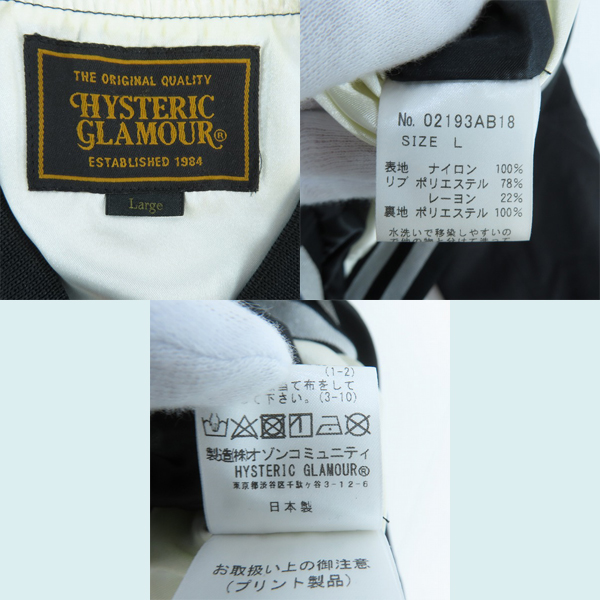 THE ORIGINAL QUALITY
HYSTERIC
GLAMOUR®
ESTABLISHED 1984
Large
No. 02193AB18
SIZE L
表地 ナイロン 100%
リブ ポリエステル 78%
レーヨン 22%
裏地 ポリエステル 100%
水洗いで移染しやすいの
(1-2)
当て布をして
て下さい。(3-10)
製造㈱オゾンコミュニティ
HYSTERIC GLAMOUR®
東京都渋谷区千駄ヶ谷3-12-6
日本製
お取扱い上の御注意
(プリント製品)